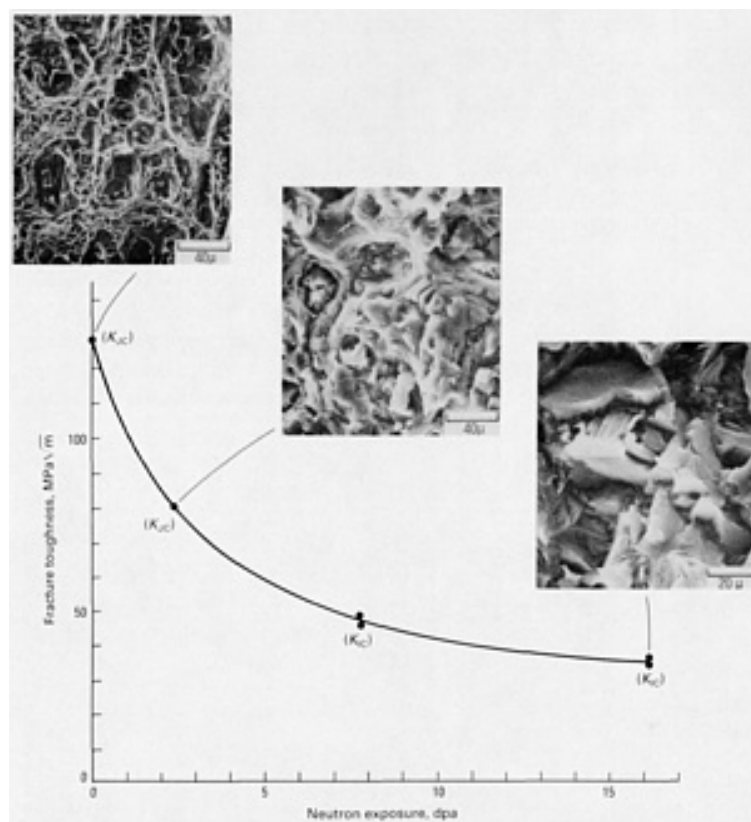 40μ
40μ
20 μ
(K_JC)
100
(K_JC)
50
(K_IC)
(K_IC)
0
0
5
10
15
Fracture toughness, MPa√m
Neutron exposure, dpa